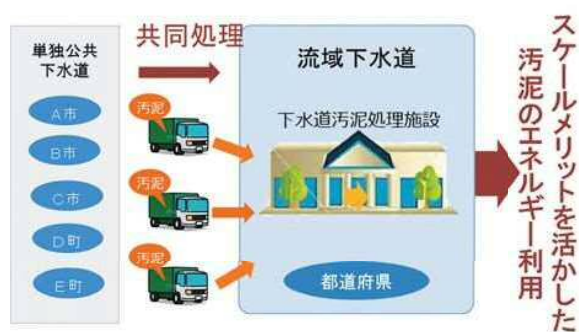 単独公共
下水道
A市
B市
C市
D町
E町
共同処理
汚泥
汚泥
汚泥
流域下水道
下水道汚泥処理施設
都道府県
スケールメリットを活かした
汚泥のエネルギー利用